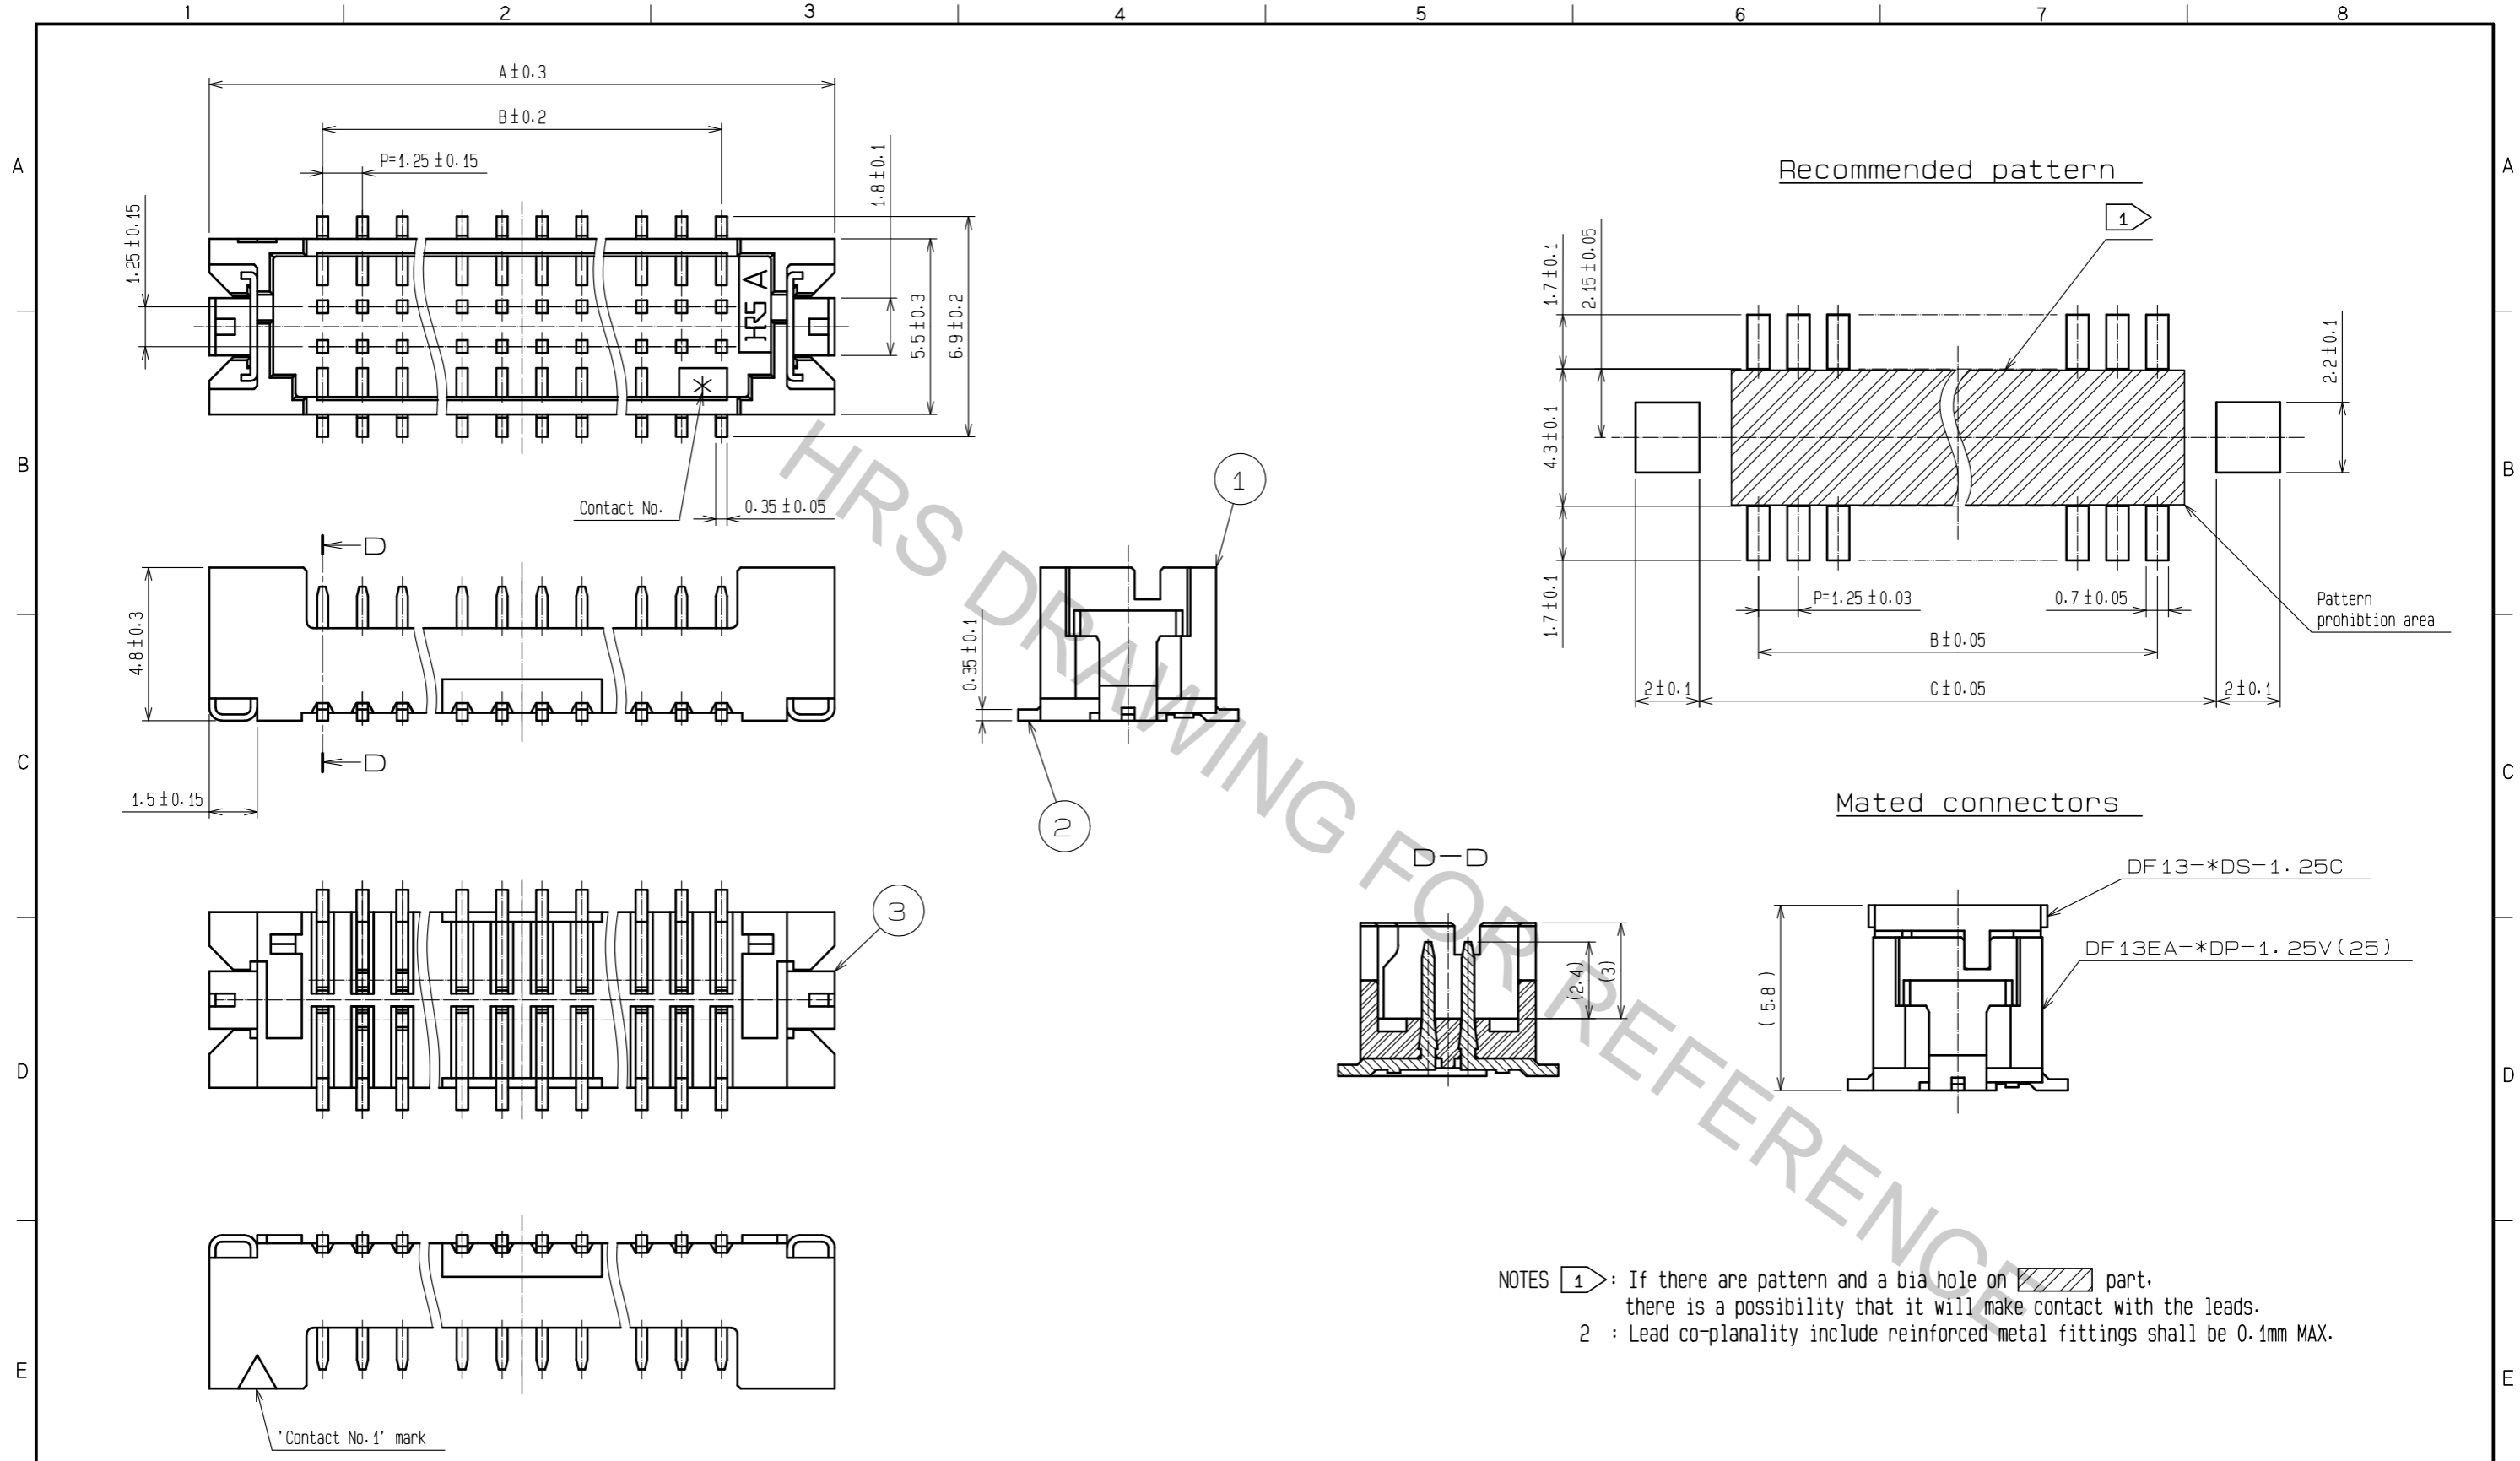 1 2 3 4 5 6 7 8
A
B
C
D
E
A
B
C
D
E
A±0.3
B±0.2
P=1.25±0.15
1.25±0.15
1.8±0.1
5.5±0.3
6.9±0.2
HRS A
*
Contact No.
0.35±0.05
D
D
4.8±0.3
1.5±0.15
0.35±0.1
1
2
3
'Contact No.1' mark
Recommended pattern
1
1.7±0.1
2.15±0.05
4.3±0.1
1.7±0.1
2.2±0.1
P=1.25±0.03
0.7±0.05
B±0.05
2±0.1
C±0.05
2±0.1
Pattern
prohibtion area
Mated connectors
D-D
(2.4)
(3)
DF13-*DS-1.25C
DF13EA-*DP-1.25V(25)
(5.8)
HRS DRAWING FOR REFERENCE
NOTES 1 : If there are pattern and a bia hole on part,
there is a possibility that it will make contact with the leads.
2 : Lead co-planality include reinforced metal fittings shall be 0.1mm MAX.